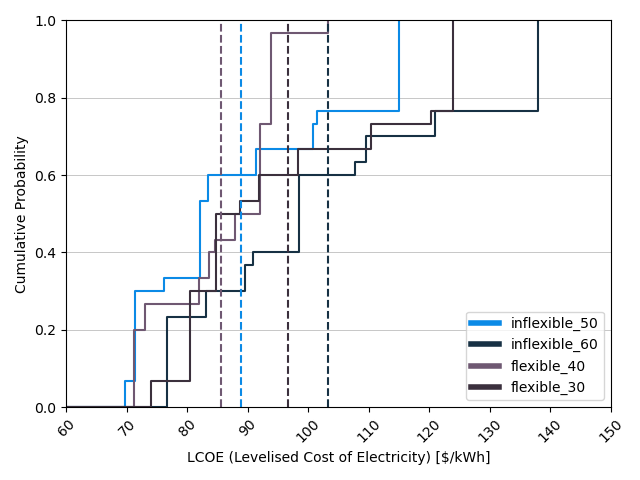 1.0
0.8
0.6
0.4
0.2
0.0
Cumulative Probability
60
70
80
90
100
110
120
130
140
150
LCOE (Levelised Cost of Electricity) [$/kWh]
inflexible_50
inflexible_60
flexible_40
flexible_30